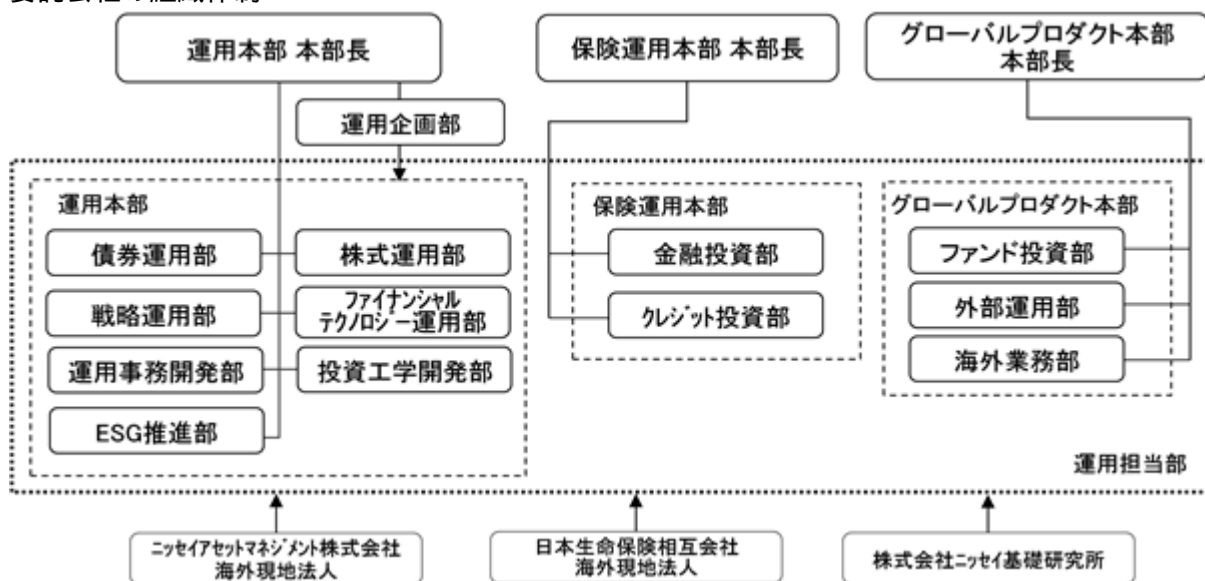 運用本部 本部長
保険運用本部 本部長
グローバルプロダクト本部
本部長
運用企画部
運用本部
債券運用部
株式運用部
戦略運用部
ファイナンシャル
テクノロジー運用部
運用事務開発部
投資工学開発部
ESG推進部
保険運用本部
金融投資部
クレジット投資部
グローバルプロダクト本部
ファンド投資部
外部運用部
海外業務部
運用担当部
ニッセイアセットマネジメント株式会社
海外現地法人
日本生命保険相互会社
海外現地法人
株式会社ニッセイ基礎研究所